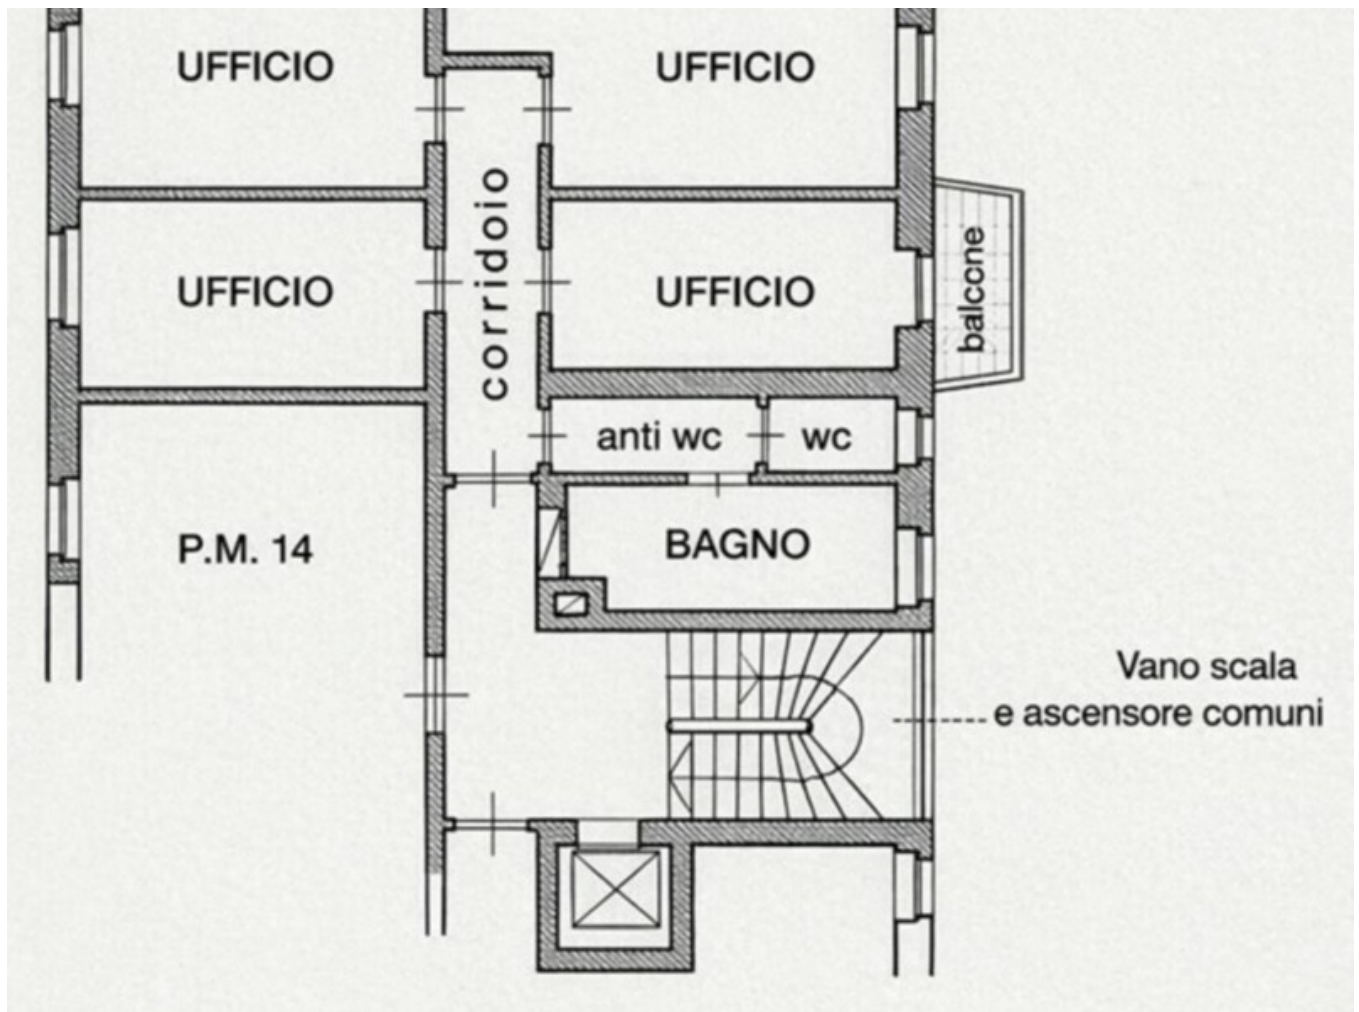 UFFICIO
UFFICIO
corridoio
UFFICIO
UFFICIO
balcone
anti wc
wc
P.M. 14
BAGNO
Vano scala
e ascensore comuni